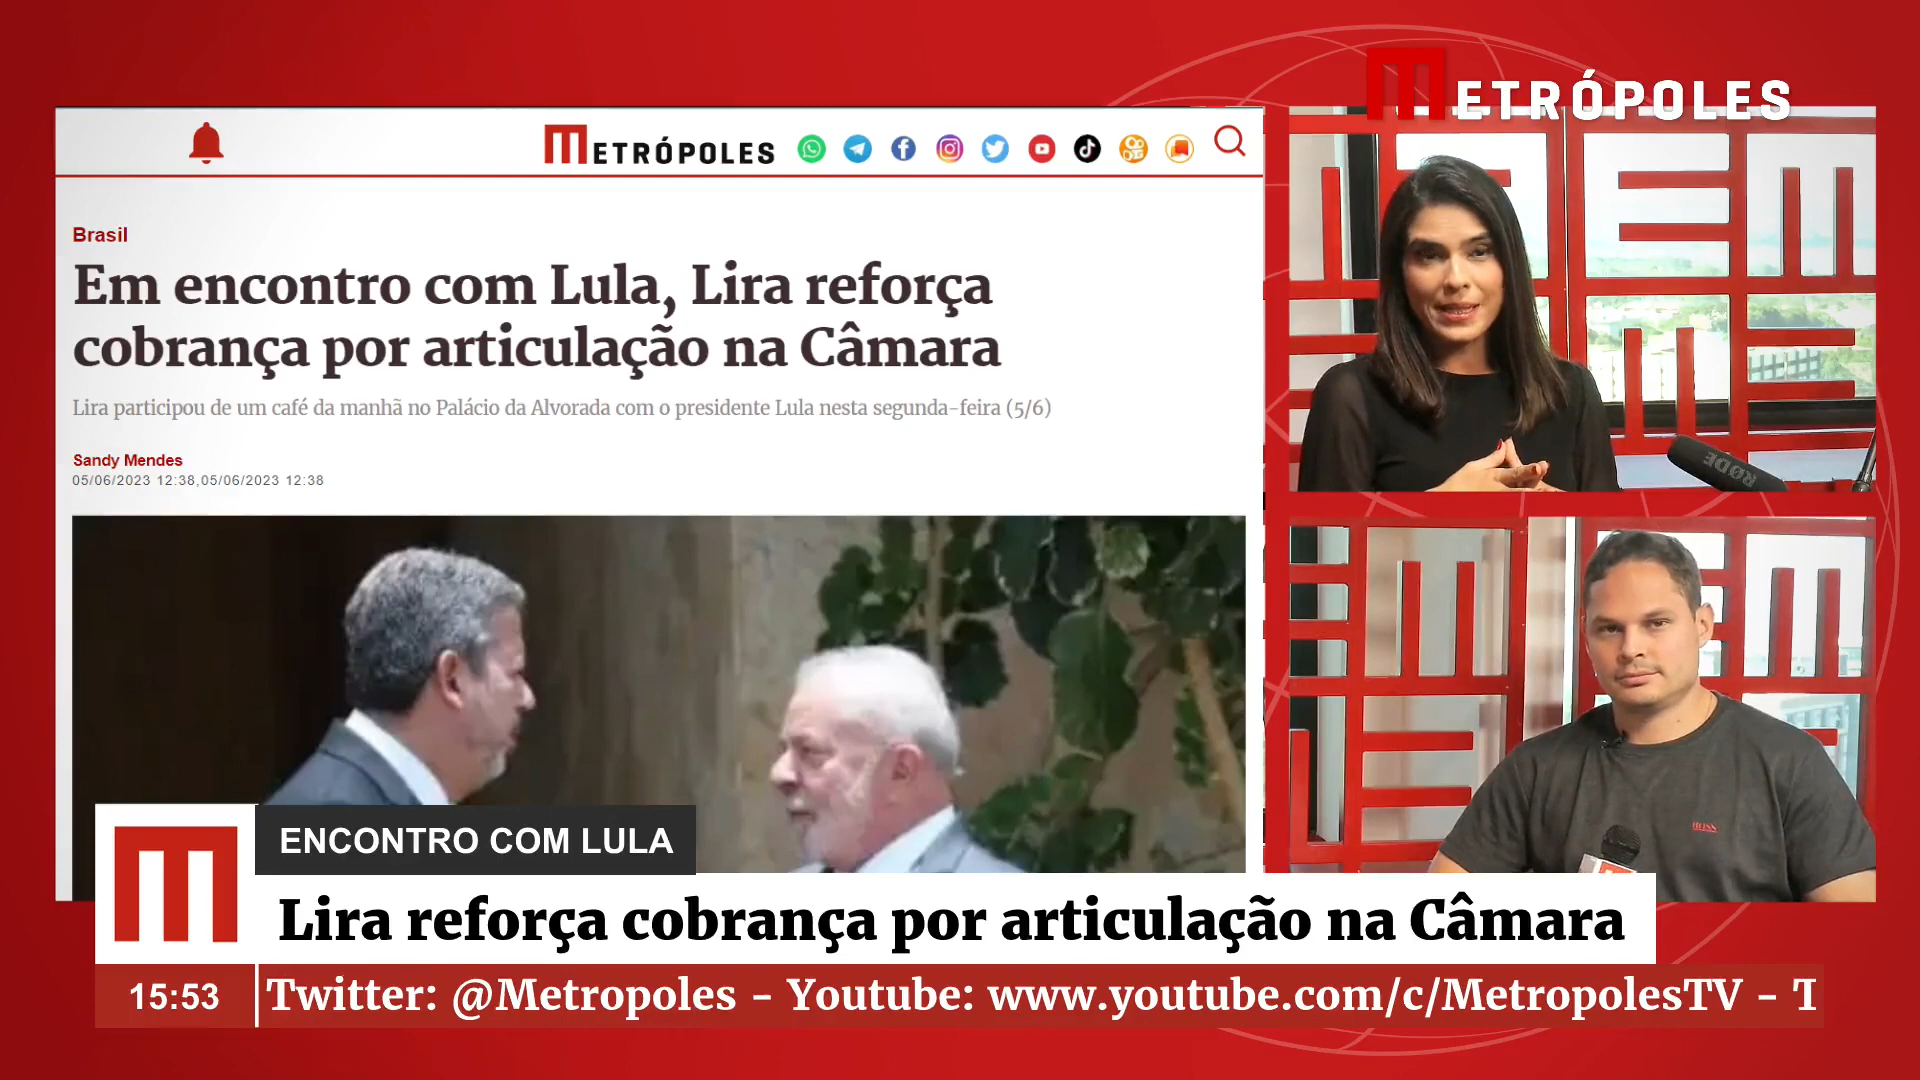 METRÓPOLES
METRÓPOLES
Brasil
Em encontro com Lula, Lira reforça
cobrança por articulação na Câmara
Lira participou de um café da manhã no Palácio da Alvorada com o presidente Lula nesta segunda-feira (5/6)
Sandy Mendes
05/06/2023 12:38,05/06/2023 12:38
RØDE
BOSS
ENCONTRO COM LULA
Lira reforça cobrança por articulação na Câmara
15:53
Twitter: @Metropoles - Youtube: www.youtube.com/c/MetropolesTV - T